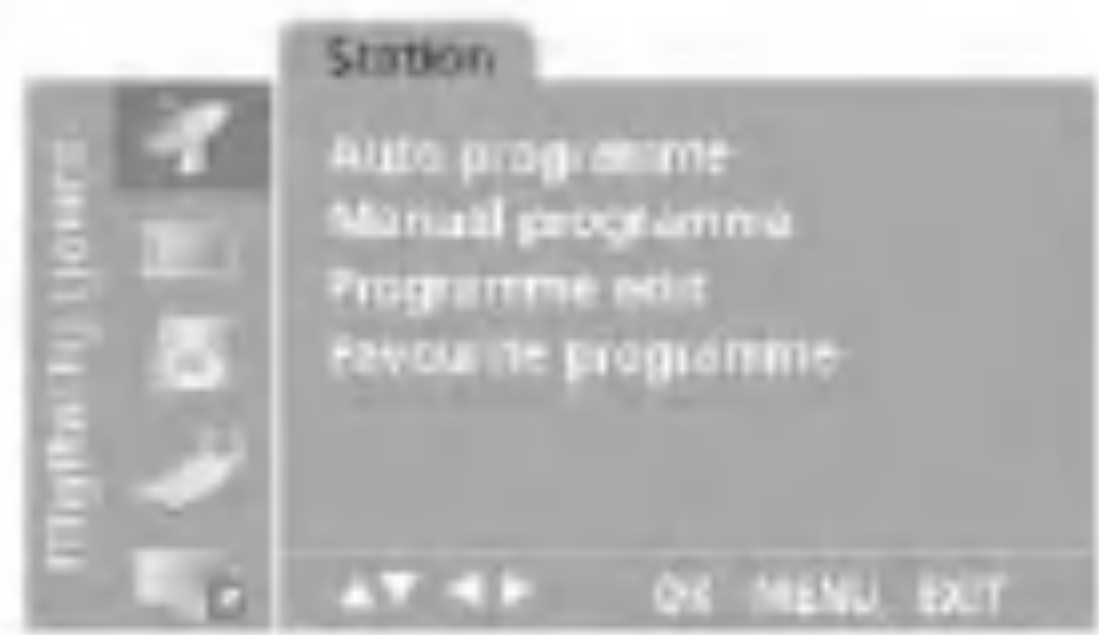 Station
Auto programme
Manual programme
Programme edit
Favourite programme
▲▼ ◀ ▶ OK MENU EXIT